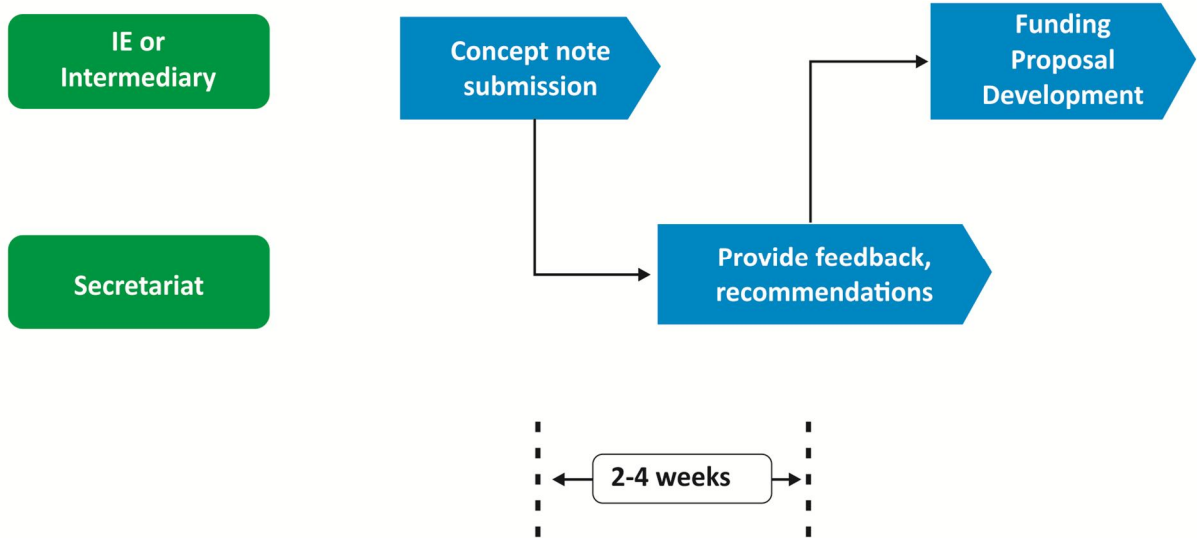 IE or
Intermediary
Concept note
submission
Funding
Proposal
Development
Secretariat
Provide feedback,
recommendations
2-4 weeks